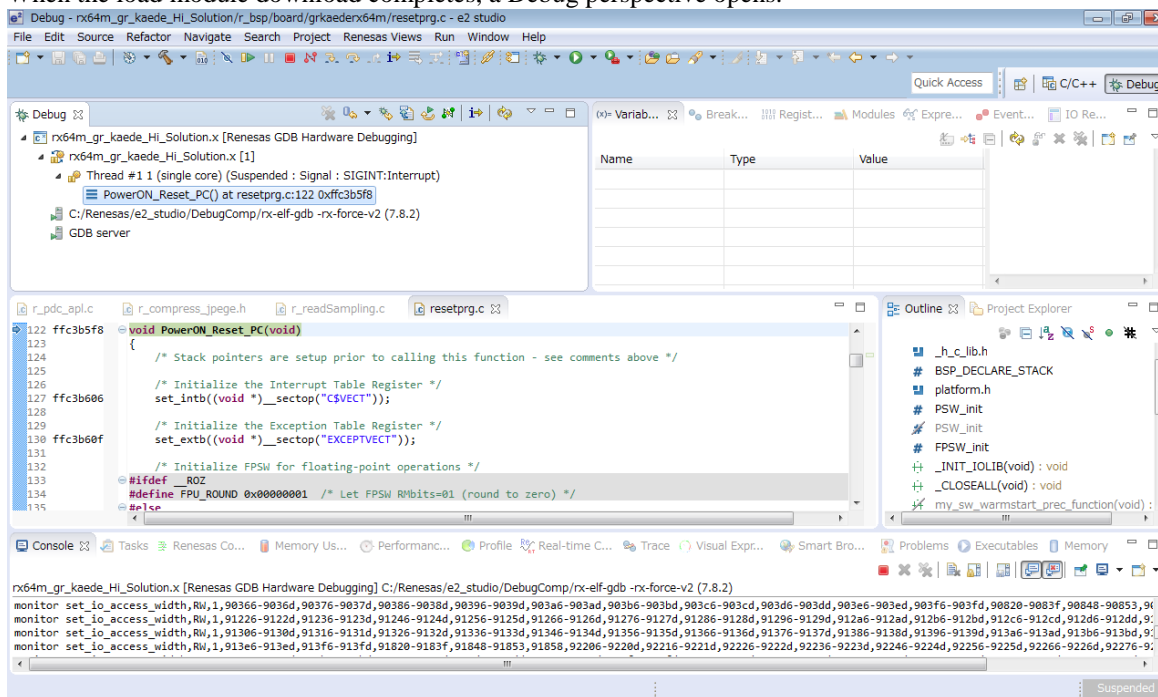 When the load module download completes, a Debug perspective opens.
Debug - rx64m_gr_kaede_Hi_Solution/r_bsp/board/grkaederx64m/resetprg.c - e2 studio
File Edit Source Refactor Navigate Search Project Renesas Views Run Window Help
Quick Access C/C++ Debug
Debug
rx64m_gr_kaede_Hi_Solution.x [Renesas GDB Hardware Debugging]
rx64m_gr_kaede_Hi_Solution.x [1]
Thread #1 1 (single core) (Suspended : Signal : SIGINT:Interrupt)
PowerON_Reset_PC() at resetprg.c:122 0xffc3b5f8
C:/Renesas/e2_studio/DebugComp/rx-elf-gdb -rx-force-v2 (7.8.2)
GDB server
(x)= Variab... Break... Regist... Modules Expre... Event... IO Re...
Name Type Value
r_pdc_apl.c r_compress_jpege.h r_readSampling.c resetprg.c
122 ffc3b5f8 void PowerON_Reset_PC(void)
123 {
124 /* Stack pointers are setup prior to calling this function - see comments above */
125
126 /* Initialize the Interrupt Table Register */
127 ffc3b606 set_intb((void *)__sectop("C$VECT"));
128
129 /* Initialize the Exception Table Register */
130 ffc3b60f set_extb((void *)__sectop("EXCEPTVECT"));
131
132 /* Initialize FPSW for floating-point operations */
133 #ifdef __ROZ
134 #define FPU_ROUND 0x00000001 /* Let FPSW RMbits=01 (round to zero) */
135 #else
Outline Project Explorer
_h_c_lib.h
BSP_DECLARE_STACK
platform.h
PSW_init
PSW_init
FPSW_init
_INIT_IOLIB(void) : void
_CLOSEALL(void) : void
my_sw_warmstart_prec_function(void) :
Console Tasks Renesas Co... Memory Us... Performanc... Profile Real-time C... Trace Visual Expr... Smart Bro... Problems Executables Memory
rx64m_gr_kaede_Hi_Solution.x [Renesas GDB Hardware Debugging] C:/Renesas/e2_studio/DebugComp/rx-elf-gdb -rx-force-v2 (7.8.2)
monitor set_io_access_width,RW,1,90366-9036d,90376-9037d,90386-9038d,90396-9039d,903a6-903ad,903b6-903bd,903c6-903cd,903d6-903dd,903e6-903ed,903f6-903fd,90820-9083f,90848-90853,
monitor set_io_access_width,RW,1,91226-9122d,91236-9123d,91246-9124d,91256-9125d,91266-9126d,91276-9127d,91286-9128d,91296-9129d,912a6-912ad,912b6-912bd,912c6-912cd,912d6-912dd,
monitor set_io_access_width,RW,1,91306-9130d,91316-9131d,91326-9132d,91336-9133d,91346-9134d,91356-9135d,91366-9136d,91376-9137d,91386-9138d,91396-9139d,913a6-913ad,913b6-913bd,
monitor set_io_access_width,RW,1,913e6-913ed,913f6-913fd,91820-9183f,91848-91853,91858,92206-9220d,92216-9221d,92226-9222d,92236-9223d,92246-9224d,92256-9225d,92266-9226d,
Suspended